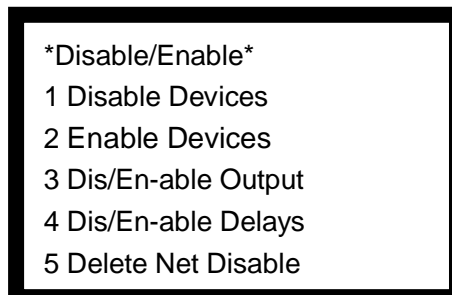 *Disable/Enable*
1 Disable Devices
2 Enable Devices
3 Dis/En-able Output
4 Dis/En-able Delays
5 Delete Net Disable